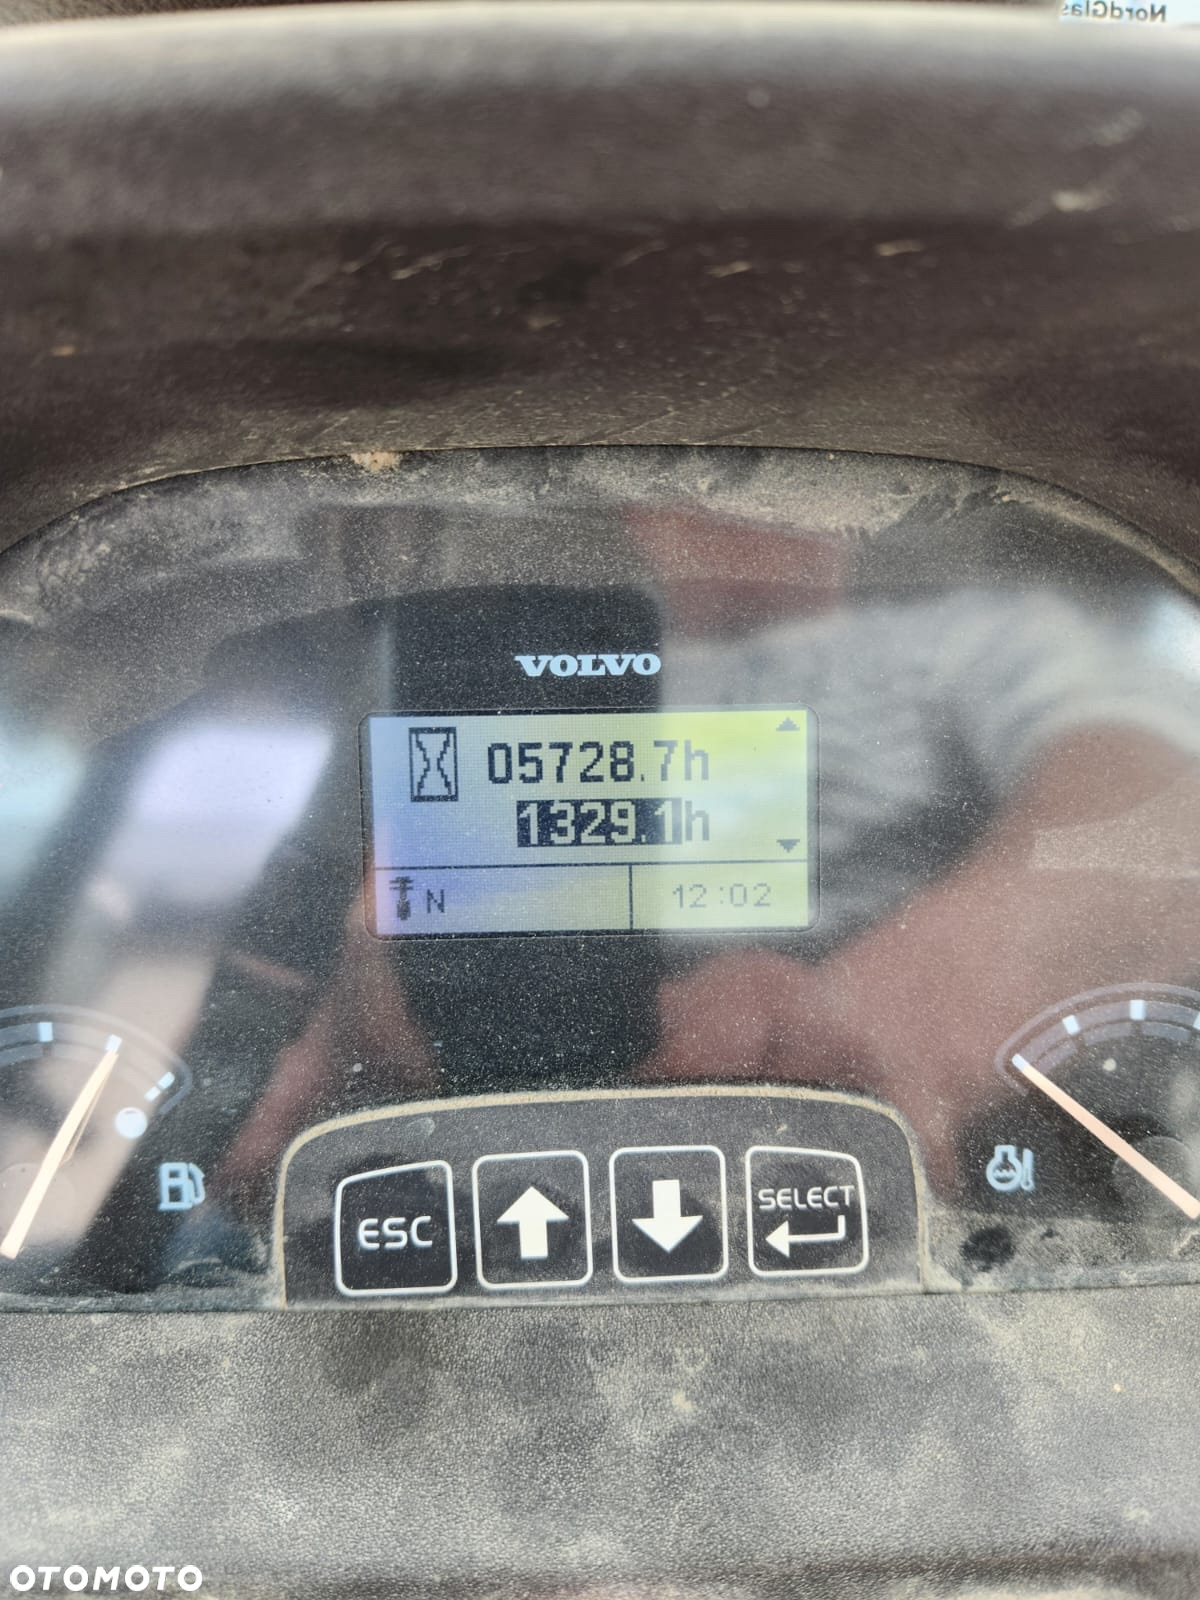 NordGlas
VOLVO
05728.7h
1329.1h
N
12:02
ESC
SELECT
OTOMOTO